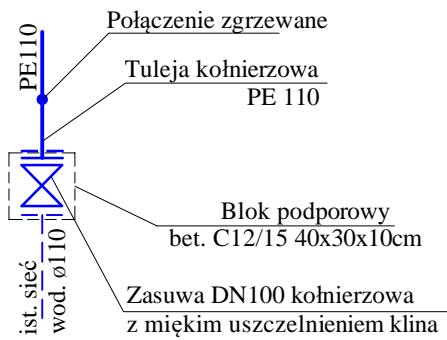 Połączenie zgrzewane
PE110
Tuleja kołnierzowa
PE 110
Blok podporowy
bet. C12/15 40x30x10cm
ist. sieć
wod. ø110
Zasuwa DN100 kołnierzowa
z miękim uszczelnieniem klina